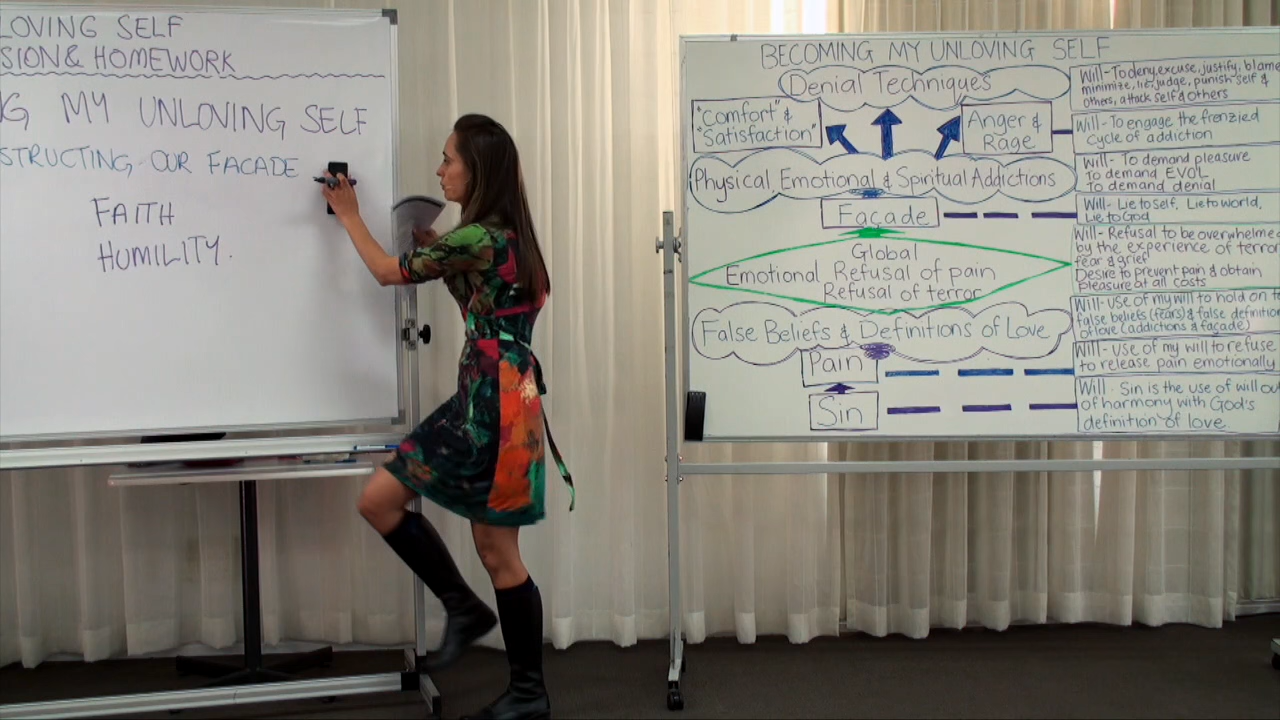 LOVING SELF
SION & HOMEWORK
G MY UNLOVING SELF
STRUCTING OUR FACADE
FAITH
HUMILITY.
BECOMING MY UNLOVING SELF
Denial Techniques
"Comfort" &
"Satisfaction"
Anger &
Rage
Physical Emotional & Spiritual Addictions
Façade
Global
Emotional Refusal of pain
Refusal of terror
False Beliefs & Definitions of Love
Pain
Sin
Will - To deny, excuse, justify, blame
minimize, lie, judge, punish self &
others, attack self & others
Will - To engage the frenzied
cycle of addiction
Will - To demand pleasure
To demand EVOL
To demand denial
Will - Lie to self, Lie to world,
Lie to God
Will - Refusal to be overwhelmed
by the experience of terror
fear & grief
Desire to prevent pain & obtain
pleasure at all costs
Will - use of my will to hold on t
false beliefs (fears) & false definition
of love (addictions & façade)
Will - use of my will to refuse
to release pain emotionally
Will - Sin is the use of will out
of harmony with God's
definition of love